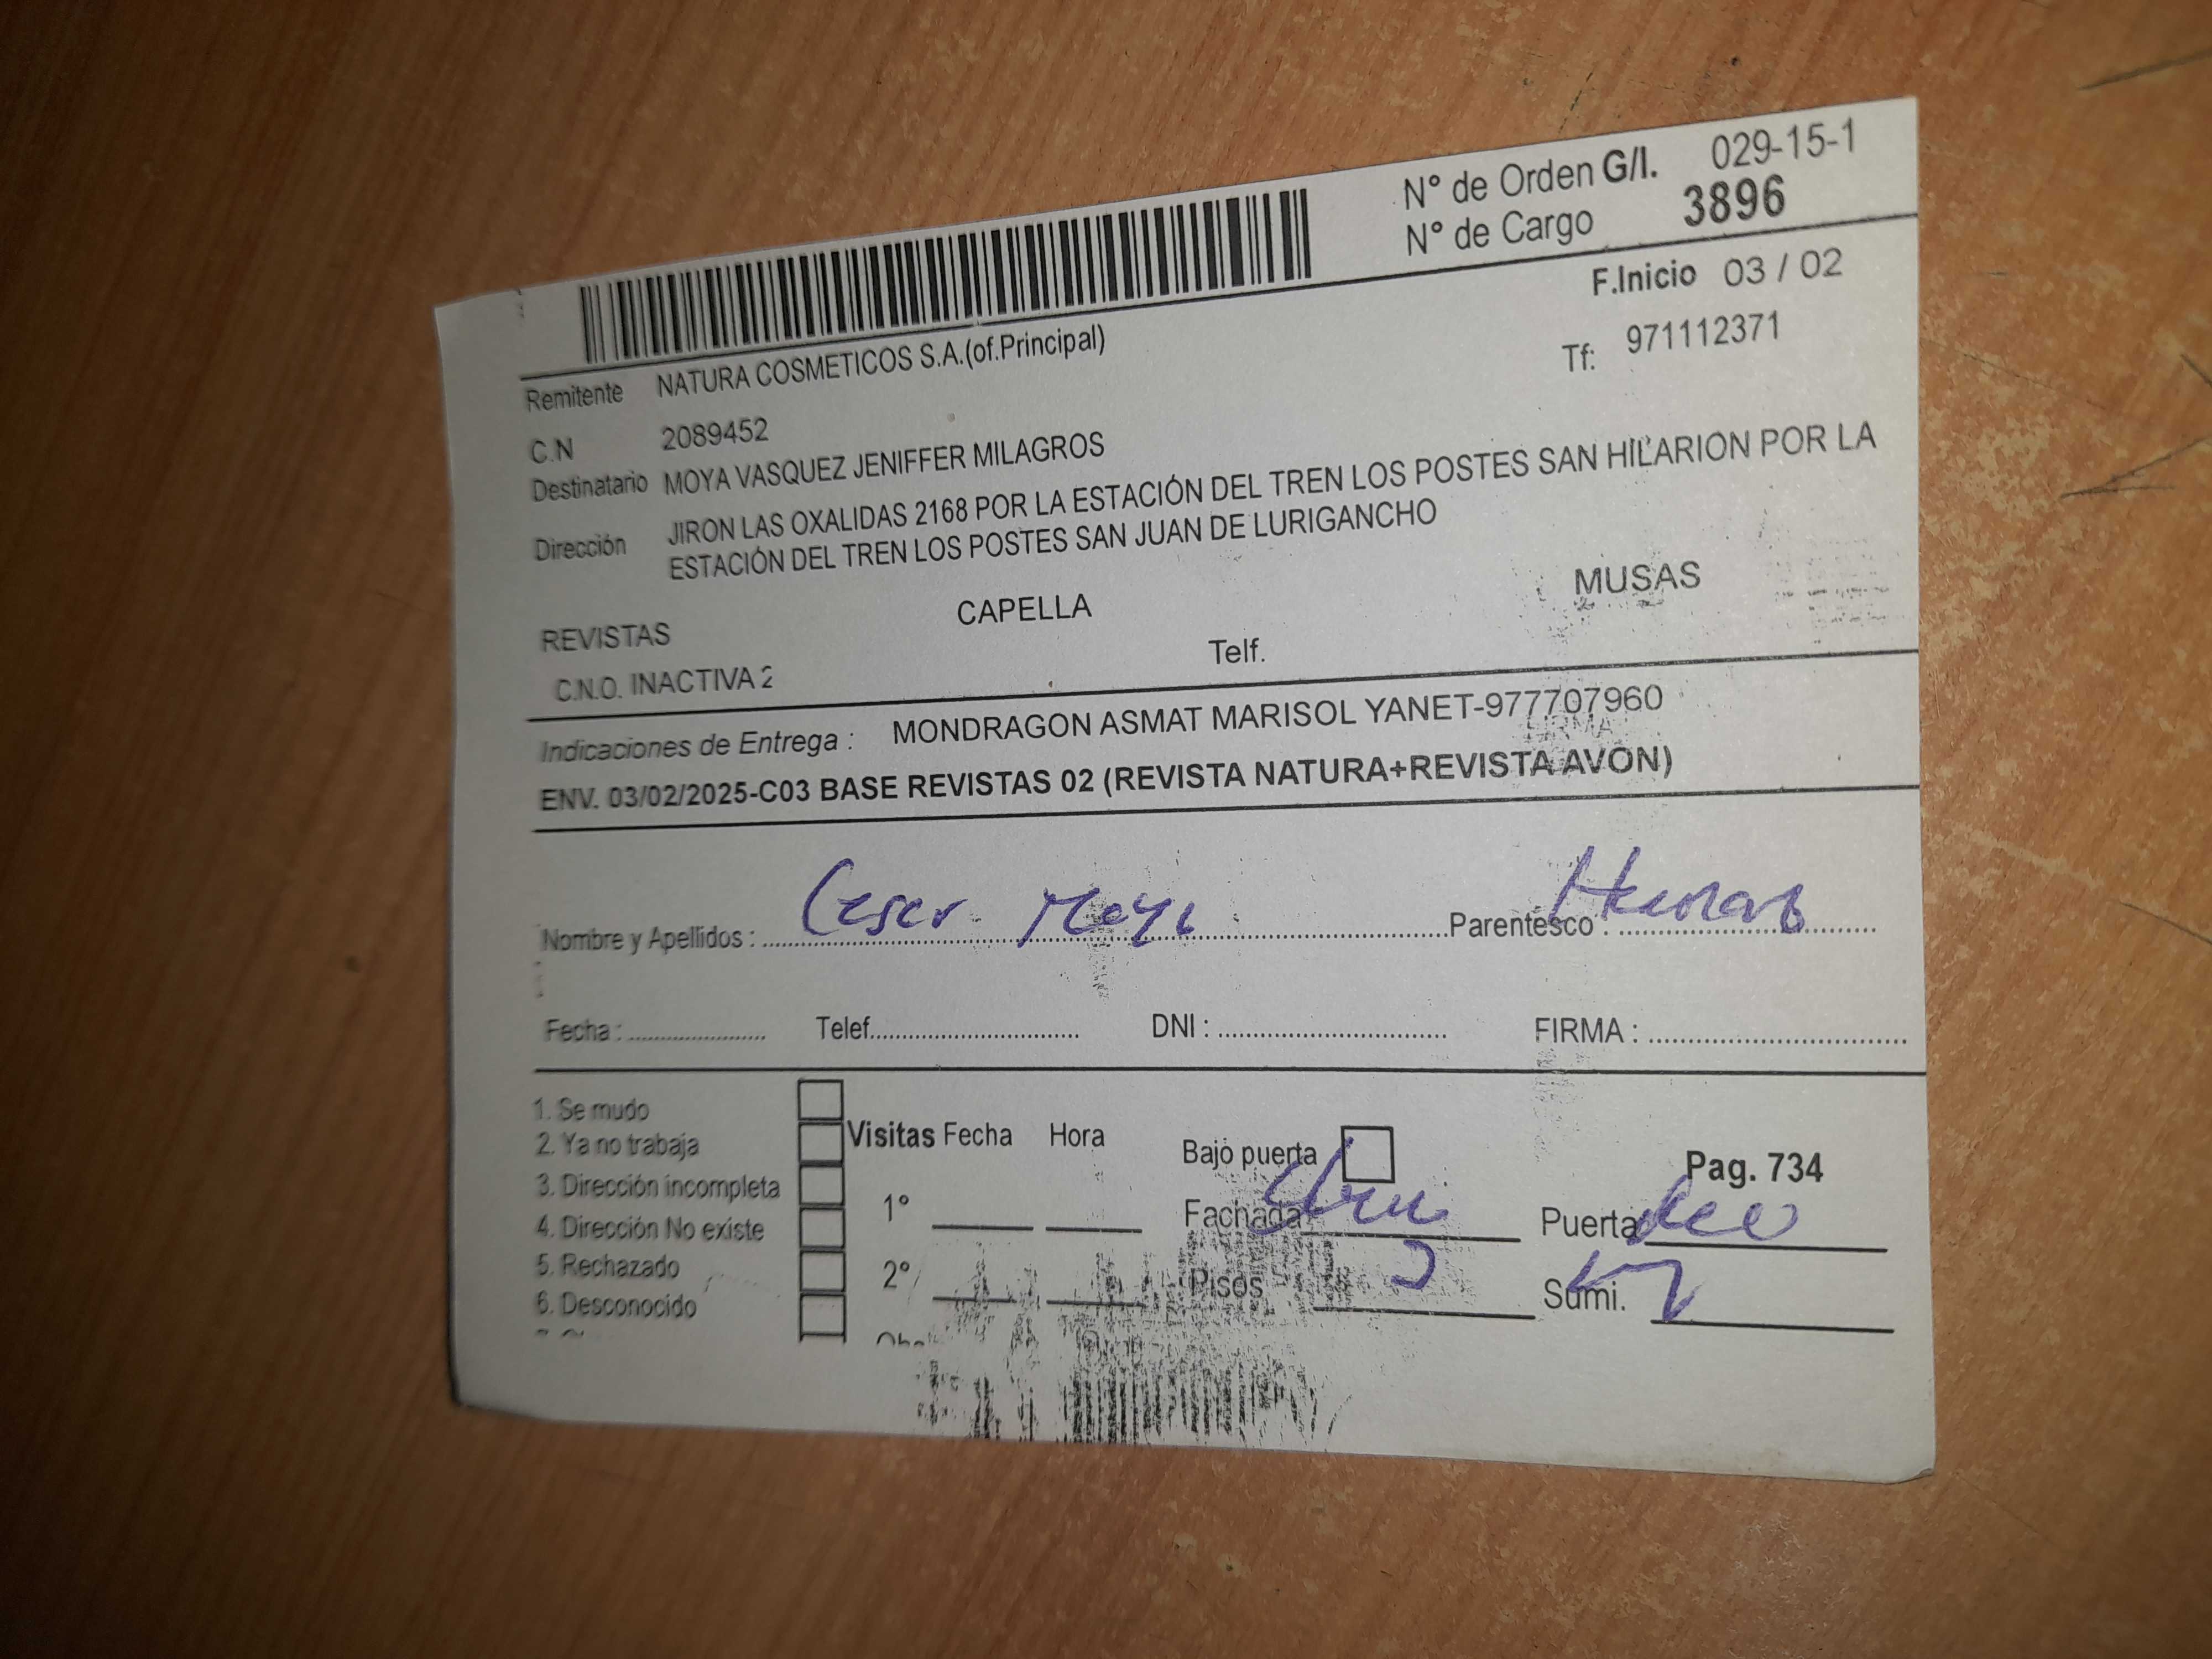 N° de Orden G/I. 029-15-1
N° de Cargo 3896
F.Inicio 03 / 02
Remitente NATURA COSMETICOS S.A.(of.Principal)
Tf: 971112371
C.N 2089452
Destinatario MOYA VASQUEZ JENIFFER MILAGROS
Dirección JIRON LAS OXALIDAS 2168 POR LA ESTACIÓN DEL TREN LOS POSTES SAN HILARION POR LA
ESTACIÓN DEL TREN LOS POSTES SAN JUAN DE LURIGANCHO
REVISTAS CAPELLA MUSAS
C.N.O. INACTIVA 2 Telf.
Indicaciones de Entrega : MONDRAGON ASMAT MARISOL YANET-977707960
FIRMA
ENV. 03/02/2025-C03 BASE REVISTAS 02 (REVISTA NATURA+REVISTA AVON)
Nombre y Apellidos : Cesar Moya Parentesco :
Fecha : Telef. DNI : FIRMA :
1. Se mudo
2. Ya no trabaja
3. Dirección incompleta
4. Dirección No existe
5. Rechazado
6. Desconocido
Visitas Fecha Hora
1°
2°
Bajo puerta
Pag. 734
Fachada Puerta
Pisos Sumi.